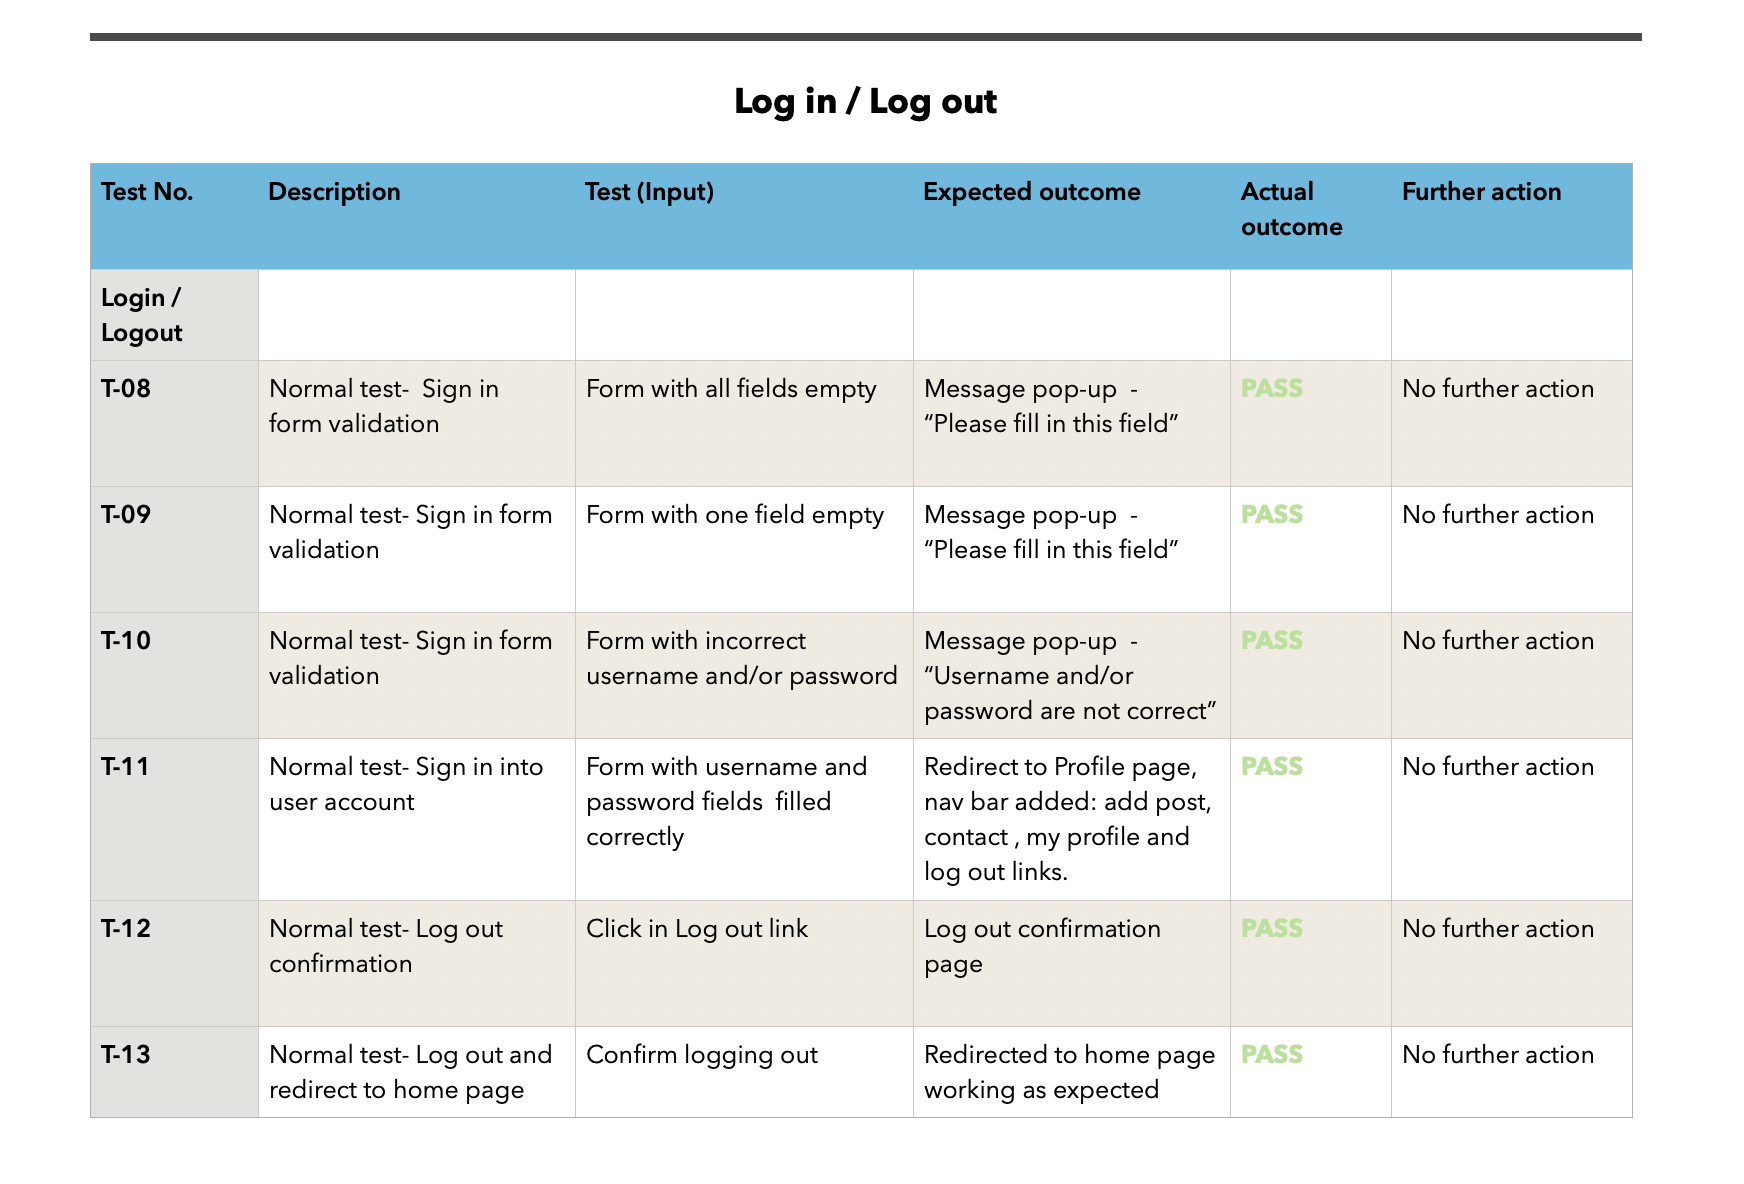 Log in / Log out
Test No. Description Test (Input) Expected outcome Actual outcome Further action
Login / Logout
T-08 Normal test-  Sign in form validation Form with all fields empty Message pop-up  - “Please fill in this field” PASS No further action
T-09 Normal test- Sign in form validation Form with one field empty Message pop-up  - “Please fill in this field” PASS No further action
T-10 Normal test- Sign in form validation Form with incorrect username and/or password Message pop-up  - “Username and/or password are not correct” PASS No further action
T-11 Normal test- Sign in into user account Form with username and password fields  filled correctly Redirect to Profile page, nav bar added: add post, contact , my profile and log out links. PASS No further action
T-12 Normal test- Log out confirmation Click in Log out link Log out confirmation page PASS No further action
T-13 Normal test- Log out and redirect to home page Confirm logging out Redirected to home page working as expected PASS No further action